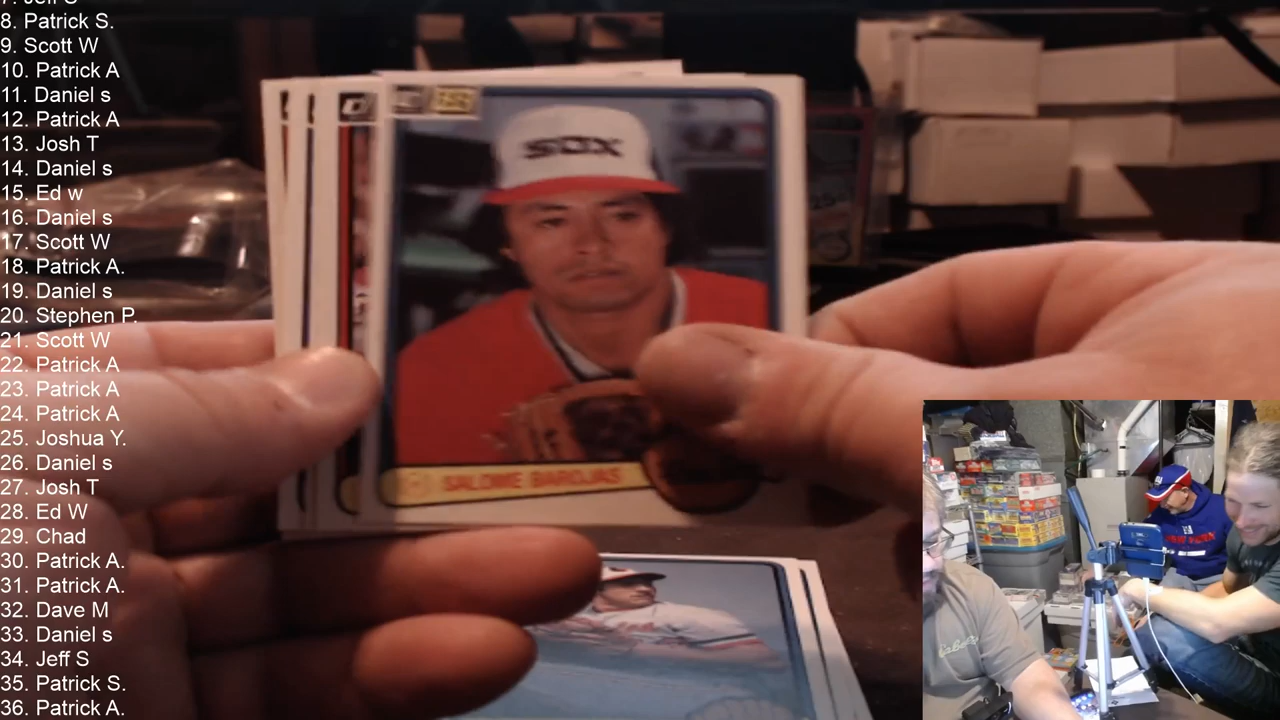 7. Jeff S
8. Patrick S.
9. Scott W
10. Patrick A
11. Daniel s
12. Patrick A
13. Josh T
14. Daniel s
15. Ed w
16. Daniel s
17. Scott W
18. Patrick A.
19. Daniel s
20. Stephen P.
21. Scott W
22. Patrick A
23. Patrick A
24. Patrick A
25. Joshua Y.
26. Daniel s
27. Josh T
28. Ed W
29. Chad
30. Patrick A.
31. Patrick A.
32. Dave M
33. Daniel s
34. Jeff S
35. Patrick S.
36. Patrick A.
SOX
SALOME BAROJAS